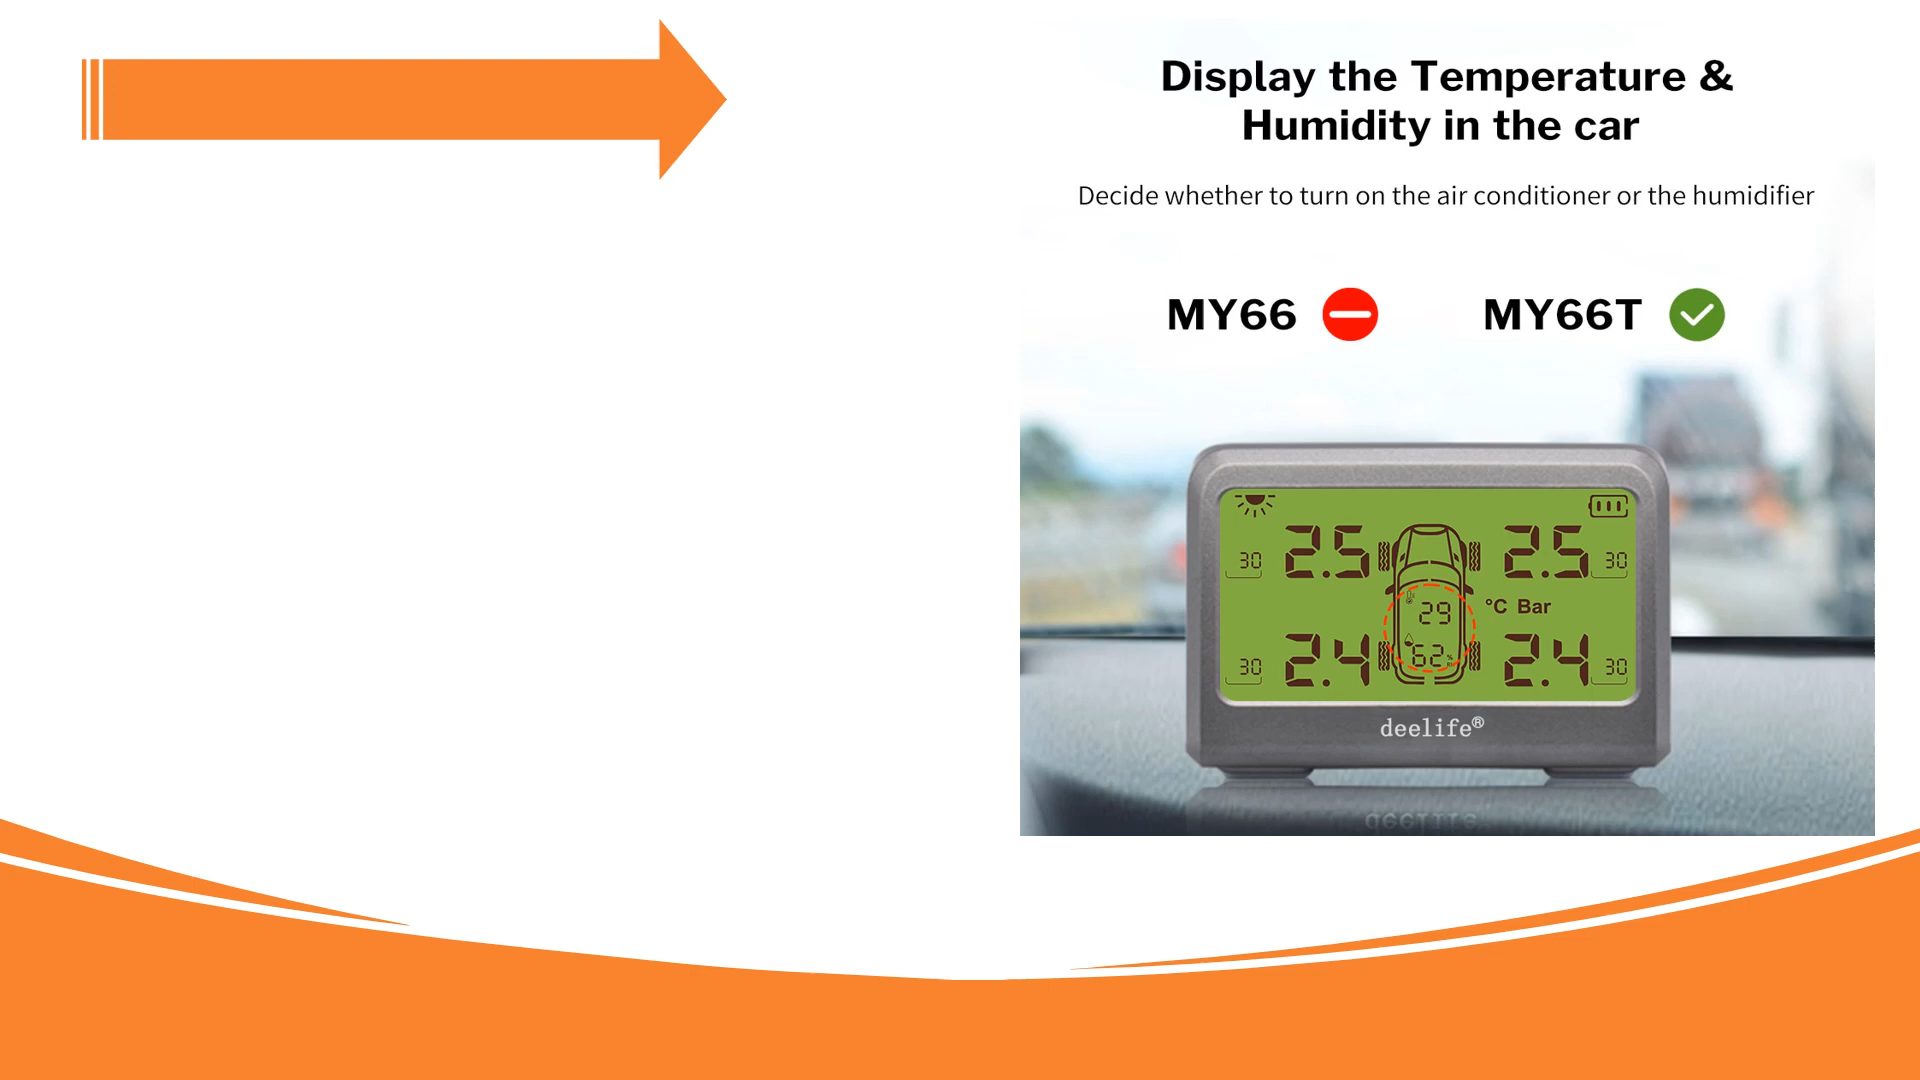 Display the Temperature &
Humidity in the car
Decide whether to turn on the air conditioner or the humidifier
MY66 MY66T
30 2.5 2.5 30
29 °C Bar
30 2.4 62 % 2.4 30
deelife®
deelife